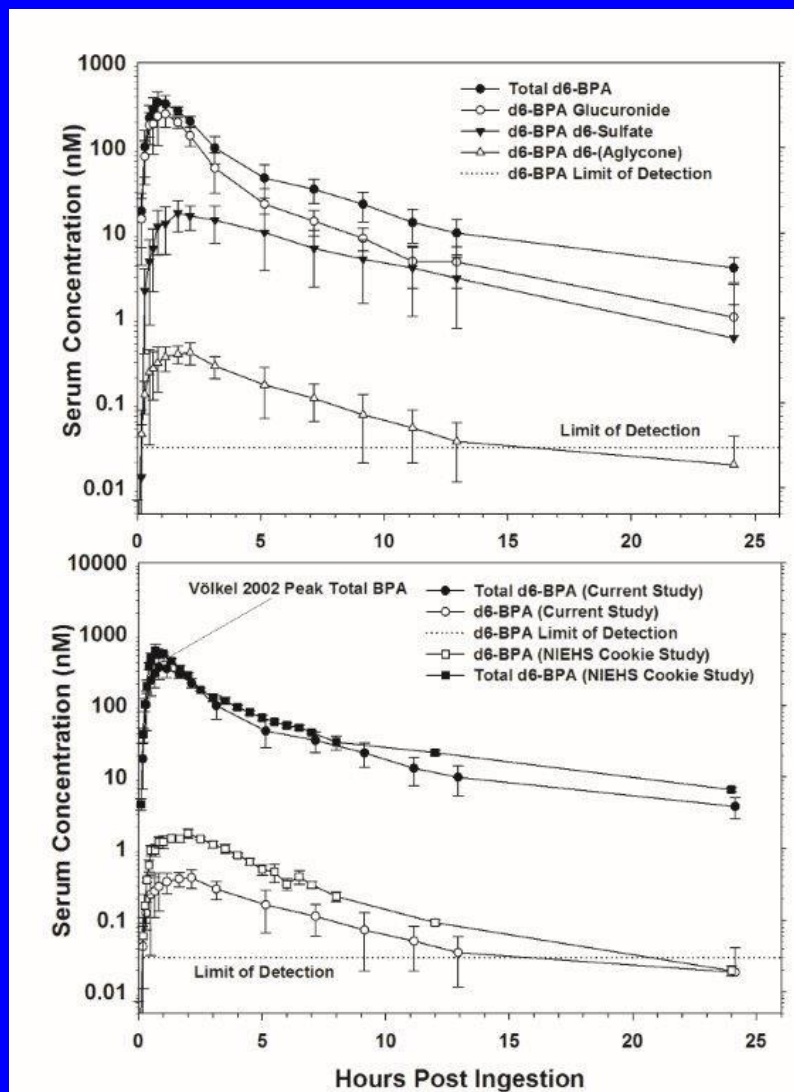 1000
100
10
1
0.1
0.01
Serum Concentration (nM)
Total d6-BPA
d6-BPA Glucuronide
d6-BPA d6-Sulfate
d6-BPA d6-(Aglycone)
d6-BPA Limit of Detection
Limit of Detection
0 5 10 15 20 25
10000
1000
100
10
1
0.1
0.01
Serum Concentration (nM)
Völkel 2002 Peak Total BPA
Total d6-BPA (Current Study)
d6-BPA (Current Study)
d6-BPA Limit of Detection
d6-BPA (NIEHS Cookie Study)
Total d6-BPA (NIEHS Cookie Study)
Limit of Detection
0 5 10 15 20 25
Hours Post Ingestion